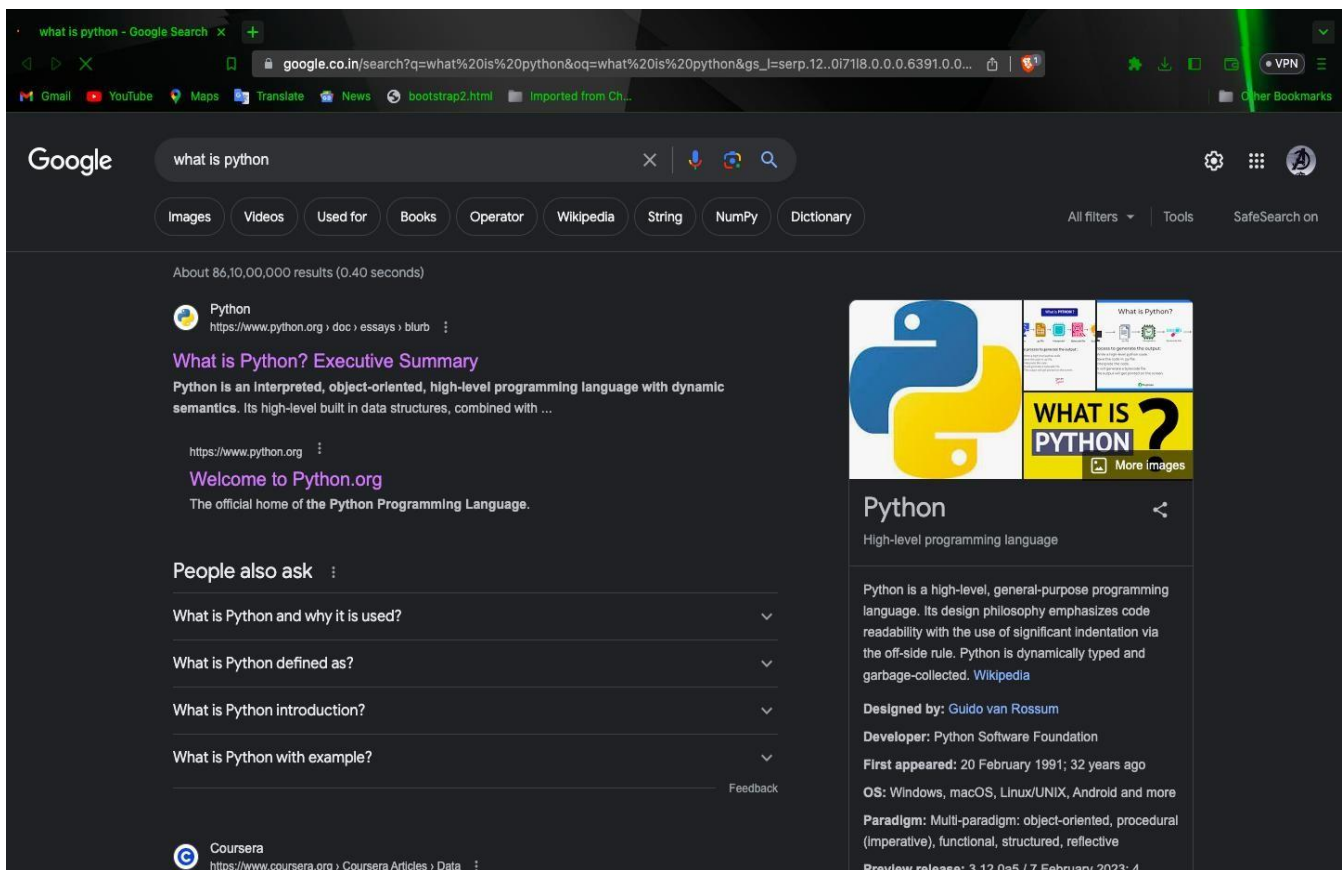 what is python - Google Search
google.co.in/search?q=what%20is%20python&oq=what%20is%20python&gs_l=serp.12..0i71l8.0.0.0.6391.0.0...
VPN
Gmail YouTube Maps Translate News bootstrap2.html Imported from Ch...
Other Bookmarks
Google
what is python
Images Videos Used for Books Operator Wikipedia String NumPy Dictionary
All filters Tools SafeSearch on
About 86,10,00,000 results (0.40 seconds)
Python
https://www.python.org › doc › essays › blurb
What is Python? Executive Summary
Python is an interpreted, object-oriented, high-level programming language with dynamic
semantics. Its high-level built in data structures, combined with ...
https://www.python.org
Welcome to Python.org
The official home of the Python Programming Language.
People also ask
What is Python and why it is used?
What is Python defined as?
What is Python introduction?
What is Python with example?
Feedback
Coursera
https://www.coursera.org › Coursera Articles › Data
What is PYTHON?
What is Python?
WHAT IS
PYTHON
?
More images
Python
High-level programming language
Python is a high-level, general-purpose programming
language. Its design philosophy emphasizes code
readability with the use of significant indentation via
the off-side rule. Python is dynamically typed and
garbage-collected. Wikipedia
Designed by: Guido van Rossum
Developer: Python Software Foundation
First appeared: 20 February 1991; 32 years ago
OS: Windows, macOS, Linux/UNIX, Android and more
Paradigm: Multi-paradigm: object-oriented, procedural
(imperative), functional, structured, reflective
Preview release: 3.12.0a5 / 7 February 2023; 4